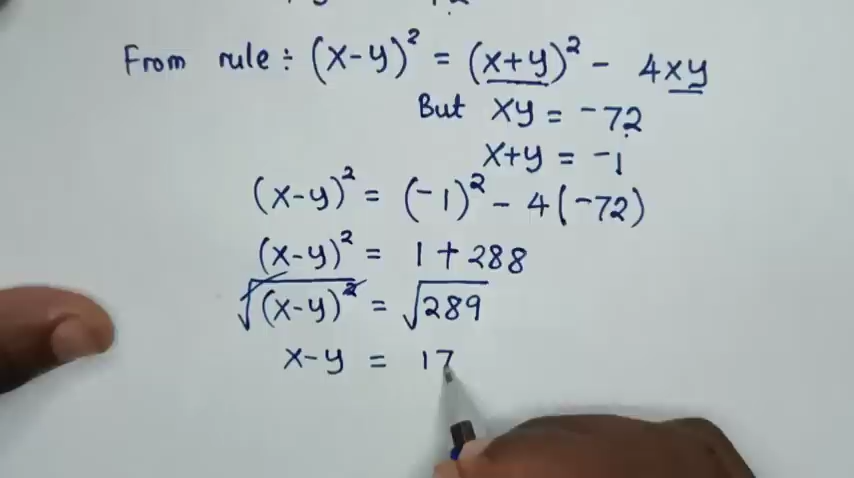 From rule ÷ (x-y)² = (x+y)² - 4xy
But xy = -72
x+y = -1
(x-y)² = (-1)² - 4(-72)
(x-y)² = 1 + 288
√(x-y)² = √289
x-y = 17